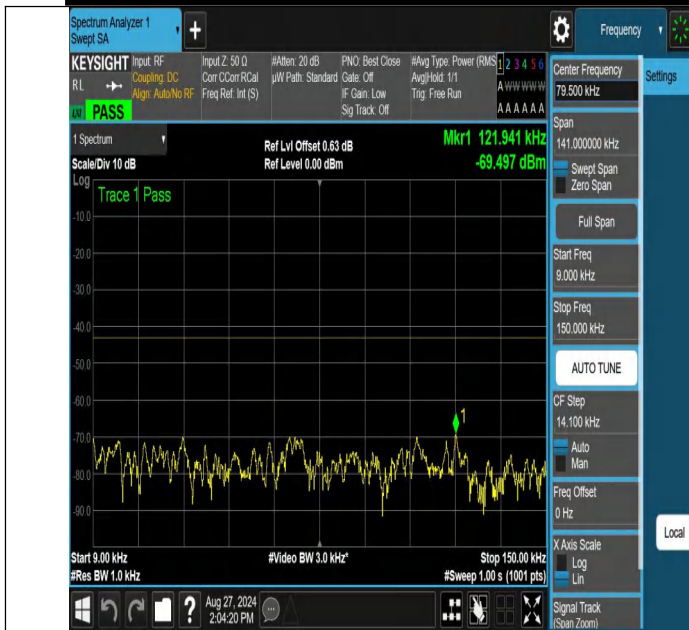 Spectrum Analyzer 1
Swept SA
+
Frequency
KEYSIGHT
RL
PASS
Input: RF
Coupling: DC
Align: Auto/No RF
Input Z: 50 Ω
Corr CCorr RCal
Freq Ref: Int (S)
#Atten: 20 dB
µW Path: Standard
PNO: Best Close
Gate: Off
IF Gain: Low
Sig Track: Off
#Avg Type: Power (RMS
Avg|Hold: 1/1
Trig: Free Run
1 2 3 4 5 6
A W W W W W
A A A A A A
1 Spectrum
Scale/Div 10 dB
Ref Lvl Offset 0.63 dB
Ref Level 0.00 dBm
Mkr1 121.941 kHz
-69.497 dBm
Log
Trace 1 Pass
-10.0
-20.0
-30.0
-40.0
-50.0
-60.0
-70.0
-80.0
-90.0
1
Start 9.00 kHz
#Res BW 1.0 kHz
#Video BW 3.0 kHz*
Stop 150.00 kHz
#Sweep 1.00 s (1001 pts)
Aug 27, 2024
2:04:20 PM
Center Frequency
79.500 kHz
Settings
Span
141.000000 kHz
Swept Span
Zero Span
Full Span
Start Freq
9.000 kHz
Stop Freq
150.000 kHz
AUTO TUNE
CF Step
14.100 kHz
Auto
Man
Freq Offset
0 Hz
Local
X Axis Scale
Log
Lin
Signal Track
(Span Zoom)